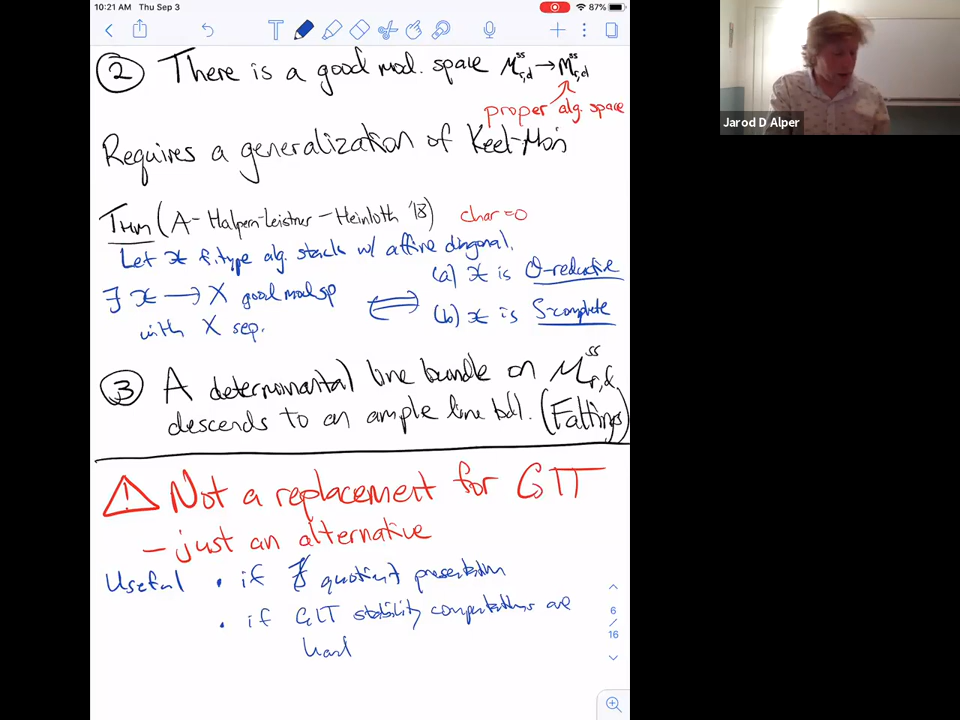 10:21 AM Thu Sep 3
87%
② There is a good mod. space M^ss_r,d → M^ss_r,d
proper alg. space
Requires a generalization of Keel-Mori
Thm (A- Halpern-Leistner - Heinloth '18) char=0
Let 𝒳 f.type alg. stack w/ affine diagonal.
∃ 𝒳 → X good mod sp ⟺ (a) 𝒳 is Θ-reductive
with X sep. (b) 𝒳 is S-complete
③ A determinantal line bundle on M^ss_r,d
descends to an ample line bdl. (Faltings)
! Not a replacement for GIT
- just an alternative
Useful • if ∄ quotient presentation
• if GIT stability computations are
hard
6
/
16
Jarod D Alper